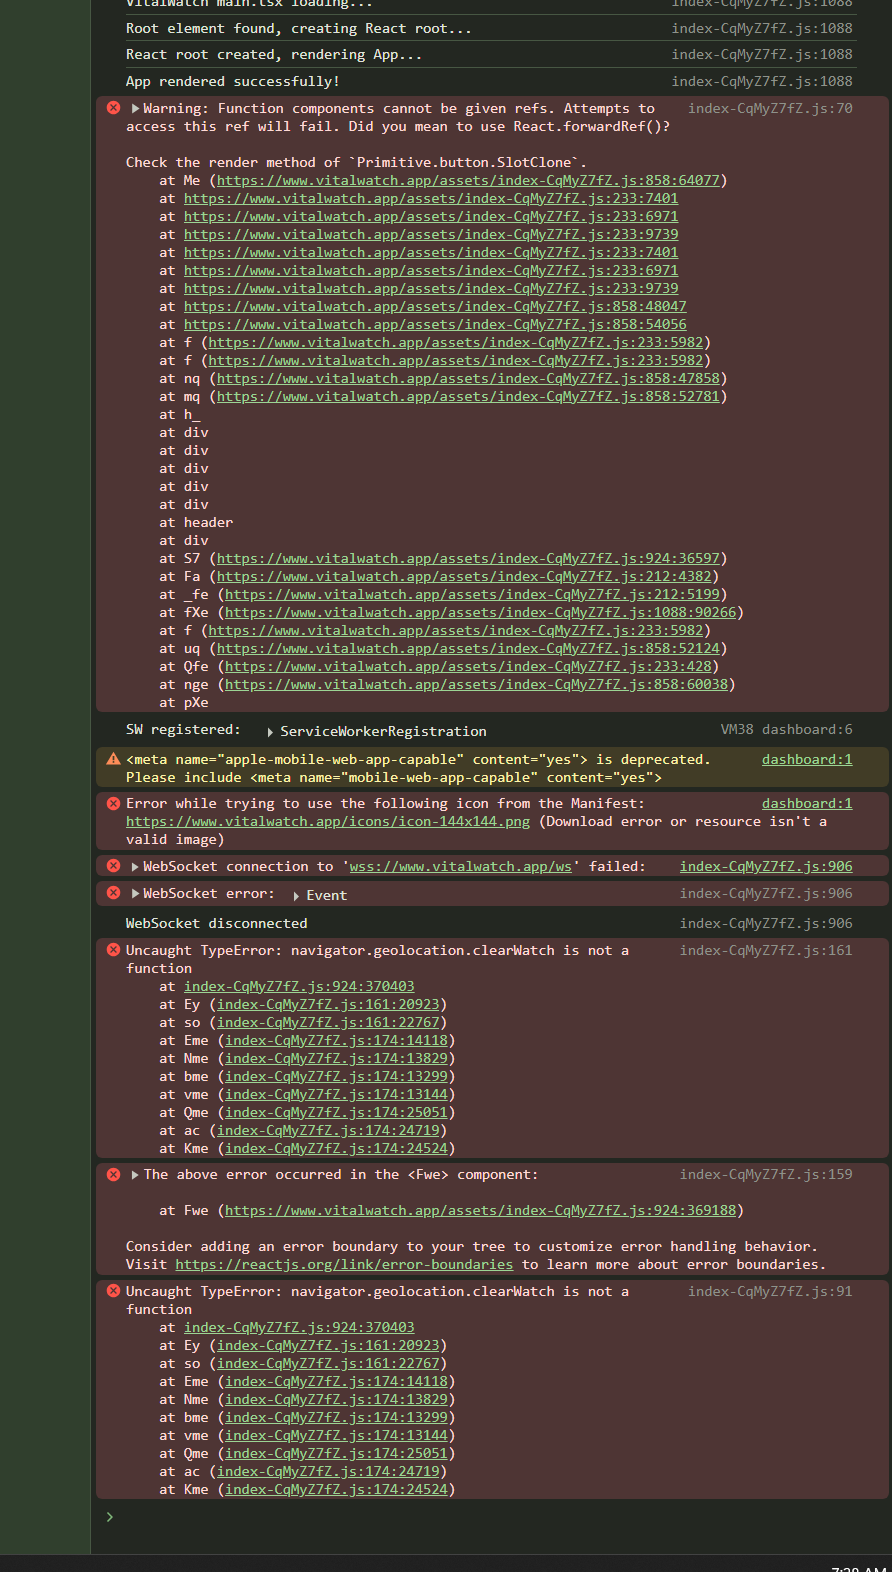 VitalWatch main.tsx loading... index-CqMyZ7fZ.js:1088
Root element found, creating React root... index-CqMyZ7fZ.js:1088
React root created, rendering App... index-CqMyZ7fZ.js:1088
App rendered successfully! index-CqMyZ7fZ.js:1088
Warning: Function components cannot be given refs. Attempts to index-CqMyZ7fZ.js:70
access this ref will fail. Did you mean to use React.forwardRef()?
Check the render method of `Primitive.button.SlotClone`.
at Me (https://www.vitalwatch.app/assets/index-CqMyZ7fZ.js:858:64077)
at https://www.vitalwatch.app/assets/index-CqMyZ7fZ.js:233:7401
at https://www.vitalwatch.app/assets/index-CqMyZ7fZ.js:233:6971
at https://www.vitalwatch.app/assets/index-CqMyZ7fZ.js:233:9739
at https://www.vitalwatch.app/assets/index-CqMyZ7fZ.js:233:7401
at https://www.vitalwatch.app/assets/index-CqMyZ7fZ.js:233:6971
at https://www.vitalwatch.app/assets/index-CqMyZ7fZ.js:233:9739
at https://www.vitalwatch.app/assets/index-CqMyZ7fZ.js:858:48047
at https://www.vitalwatch.app/assets/index-CqMyZ7fZ.js:858:54056
at f (https://www.vitalwatch.app/assets/index-CqMyZ7fZ.js:233:5982)
at f (https://www.vitalwatch.app/assets/index-CqMyZ7fZ.js:233:5982)
at nq (https://www.vitalwatch.app/assets/index-CqMyZ7fZ.js:858:47858)
at mq (https://www.vitalwatch.app/assets/index-CqMyZ7fZ.js:858:52781)
at h_
at div
at div
at div
at div
at div
at header
at div
at S7 (https://www.vitalwatch.app/assets/index-CqMyZ7fZ.js:924:36597)
at Fa (https://www.vitalwatch.app/assets/index-CqMyZ7fZ.js:212:4382)
at _fe (https://www.vitalwatch.app/assets/index-CqMyZ7fZ.js:212:5199)
at fXe (https://www.vitalwatch.app/assets/index-CqMyZ7fZ.js:1088:90266)
at f (https://www.vitalwatch.app/assets/index-CqMyZ7fZ.js:233:5982)
at uq (https://www.vitalwatch.app/assets/index-CqMyZ7fZ.js:858:52124)
at Qfe (https://www.vitalwatch.app/assets/index-CqMyZ7fZ.js:233:428)
at nge (https://www.vitalwatch.app/assets/index-CqMyZ7fZ.js:858:60038)
at pXe
SW registered: ServiceWorkerRegistration VM38 dashboard:6
<meta name="apple-mobile-web-app-capable" content="yes"> is deprecated. dashboard:1
Please include <meta name="mobile-web-app-capable" content="yes">
Error while trying to use the following icon from the Manifest: dashboard:1
https://www.vitalwatch.app/icons/icon-144x144.png (Download error or resource isn't a
valid image)
WebSocket connection to 'wss://www.vitalwatch.app/ws' failed: index-CqMyZ7fZ.js:906
WebSocket error: Event index-CqMyZ7fZ.js:906
WebSocket disconnected index-CqMyZ7fZ.js:906
Uncaught TypeError: navigator.geolocation.clearWatch is not a index-CqMyZ7fZ.js:161
function
at index-CqMyZ7fZ.js:924:370403
at Ey (index-CqMyZ7fZ.js:161:20923)
at so (index-CqMyZ7fZ.js:161:22767)
at Eme (index-CqMyZ7fZ.js:174:14118)
at Nme (index-CqMyZ7fZ.js:174:13829)
at bme (index-CqMyZ7fZ.js:174:13299)
at vme (index-CqMyZ7fZ.js:174:13144)
at Qme (index-CqMyZ7fZ.js:174:25051)
at ac (index-CqMyZ7fZ.js:174:24719)
at Kme (index-CqMyZ7fZ.js:174:24524)
The above error occurred in the <Fwe> component: index-CqMyZ7fZ.js:159
at Fwe (https://www.vitalwatch.app/assets/index-CqMyZ7fZ.js:924:369188)
Consider adding an error boundary to your tree to customize error handling behavior.
Visit https://reactjs.org/link/error-boundaries to learn more about error boundaries.
Uncaught TypeError: navigator.geolocation.clearWatch is not a index-CqMyZ7fZ.js:91
function
at index-CqMyZ7fZ.js:924:370403
at Ey (index-CqMyZ7fZ.js:161:20923)
at so (index-CqMyZ7fZ.js:161:22767)
at Eme (index-CqMyZ7fZ.js:174:14118)
at Nme (index-CqMyZ7fZ.js:174:13829)
at bme (index-CqMyZ7fZ.js:174:13299)
at vme (index-CqMyZ7fZ.js:174:13144)
at Qme (index-CqMyZ7fZ.js:174:25051)
at ac (index-CqMyZ7fZ.js:174:24719)
at Kme (index-CqMyZ7fZ.js:174:24524)